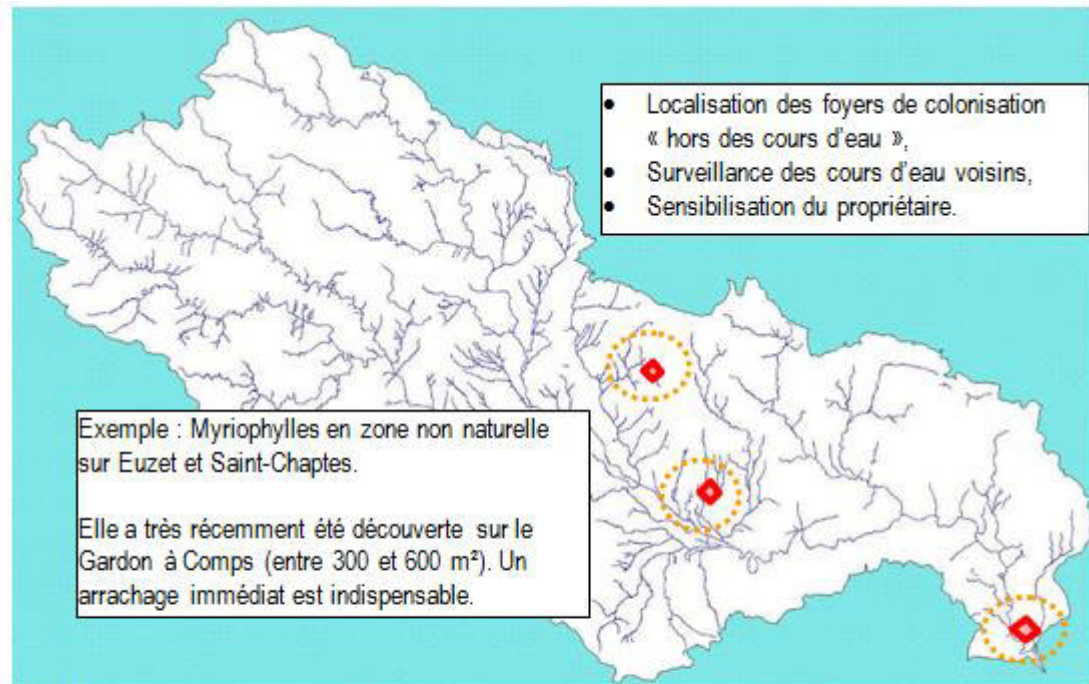 • Localisation des foyers de colonisation
« hors des cours d'eau »,
• Surveillance des cours d'eau voisins,
• Sensibilisation du propriétaire.
Exemple : Myriophylles en zone non naturelle
sur Euzet et Saint-Chaptes.
Elle a très récemment été découverte sur le
Gardon à Comps (entre 300 et 600 m²). Un
arrachage immédiat est indispensable.